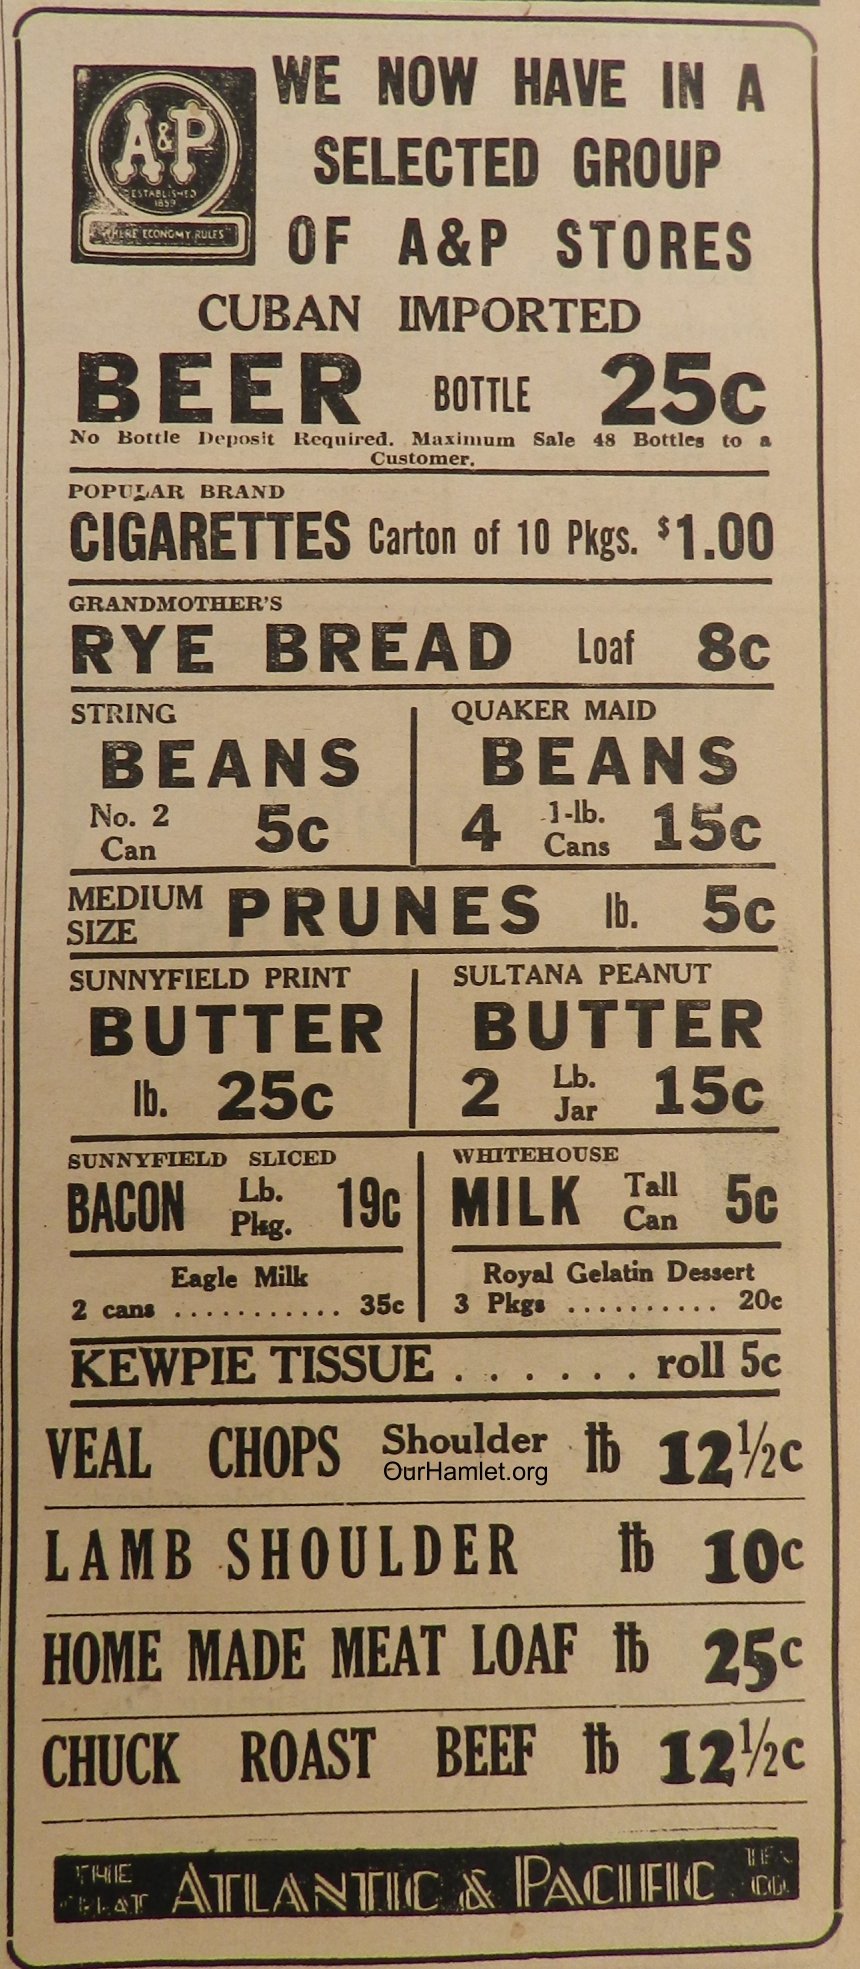 A&P
ESTABLISHED
1859
"WHERE ECONOMY RULES"
WE NOW HAVE IN A
SELECTED GROUP
OF A&P STORES
CUBAN IMPORTED
BEER BOTTLE 25c
No Bottle Deposit Required. Maximum Sale 48 Bottles to a
Customer.
POPULAR BRAND
CIGARETTES Carton of 10 Pkgs. $1.00
GRANDMOTHER'S
RYE BREAD Loaf 8c
STRING
BEANS
No. 2
Can 5c
QUAKER MAID
BEANS
4 1-lb.
Cans 15c
MEDIUM
SIZE PRUNES lb. 5c
SUNNYFIELD PRINT
BUTTER
lb. 25c
SULTANA PEANUT
BUTTER
2 Lb.
Jar 15c
SUNNYFIELD SLICED
BACON Lb.
Pkg. 19c
Eagle Milk
2 cans ........... 35c
WHITEHOUSE
MILK Tall
Can 5c
Royal Gelatin Dessert
3 Pkgs .......... 20c
KEWPIE TISSUE . . . . . . roll 5c
VEAL CHOPS Shoulder lb 12½c
OurHamlet.org
LAMB SHOULDER lb 10c
HOME MADE MEAT LOAF lb 25c
CHUCK ROAST BEEF lb 12½c
THE
GREAT ATLANTIC & PACIFIC TEA
CO.